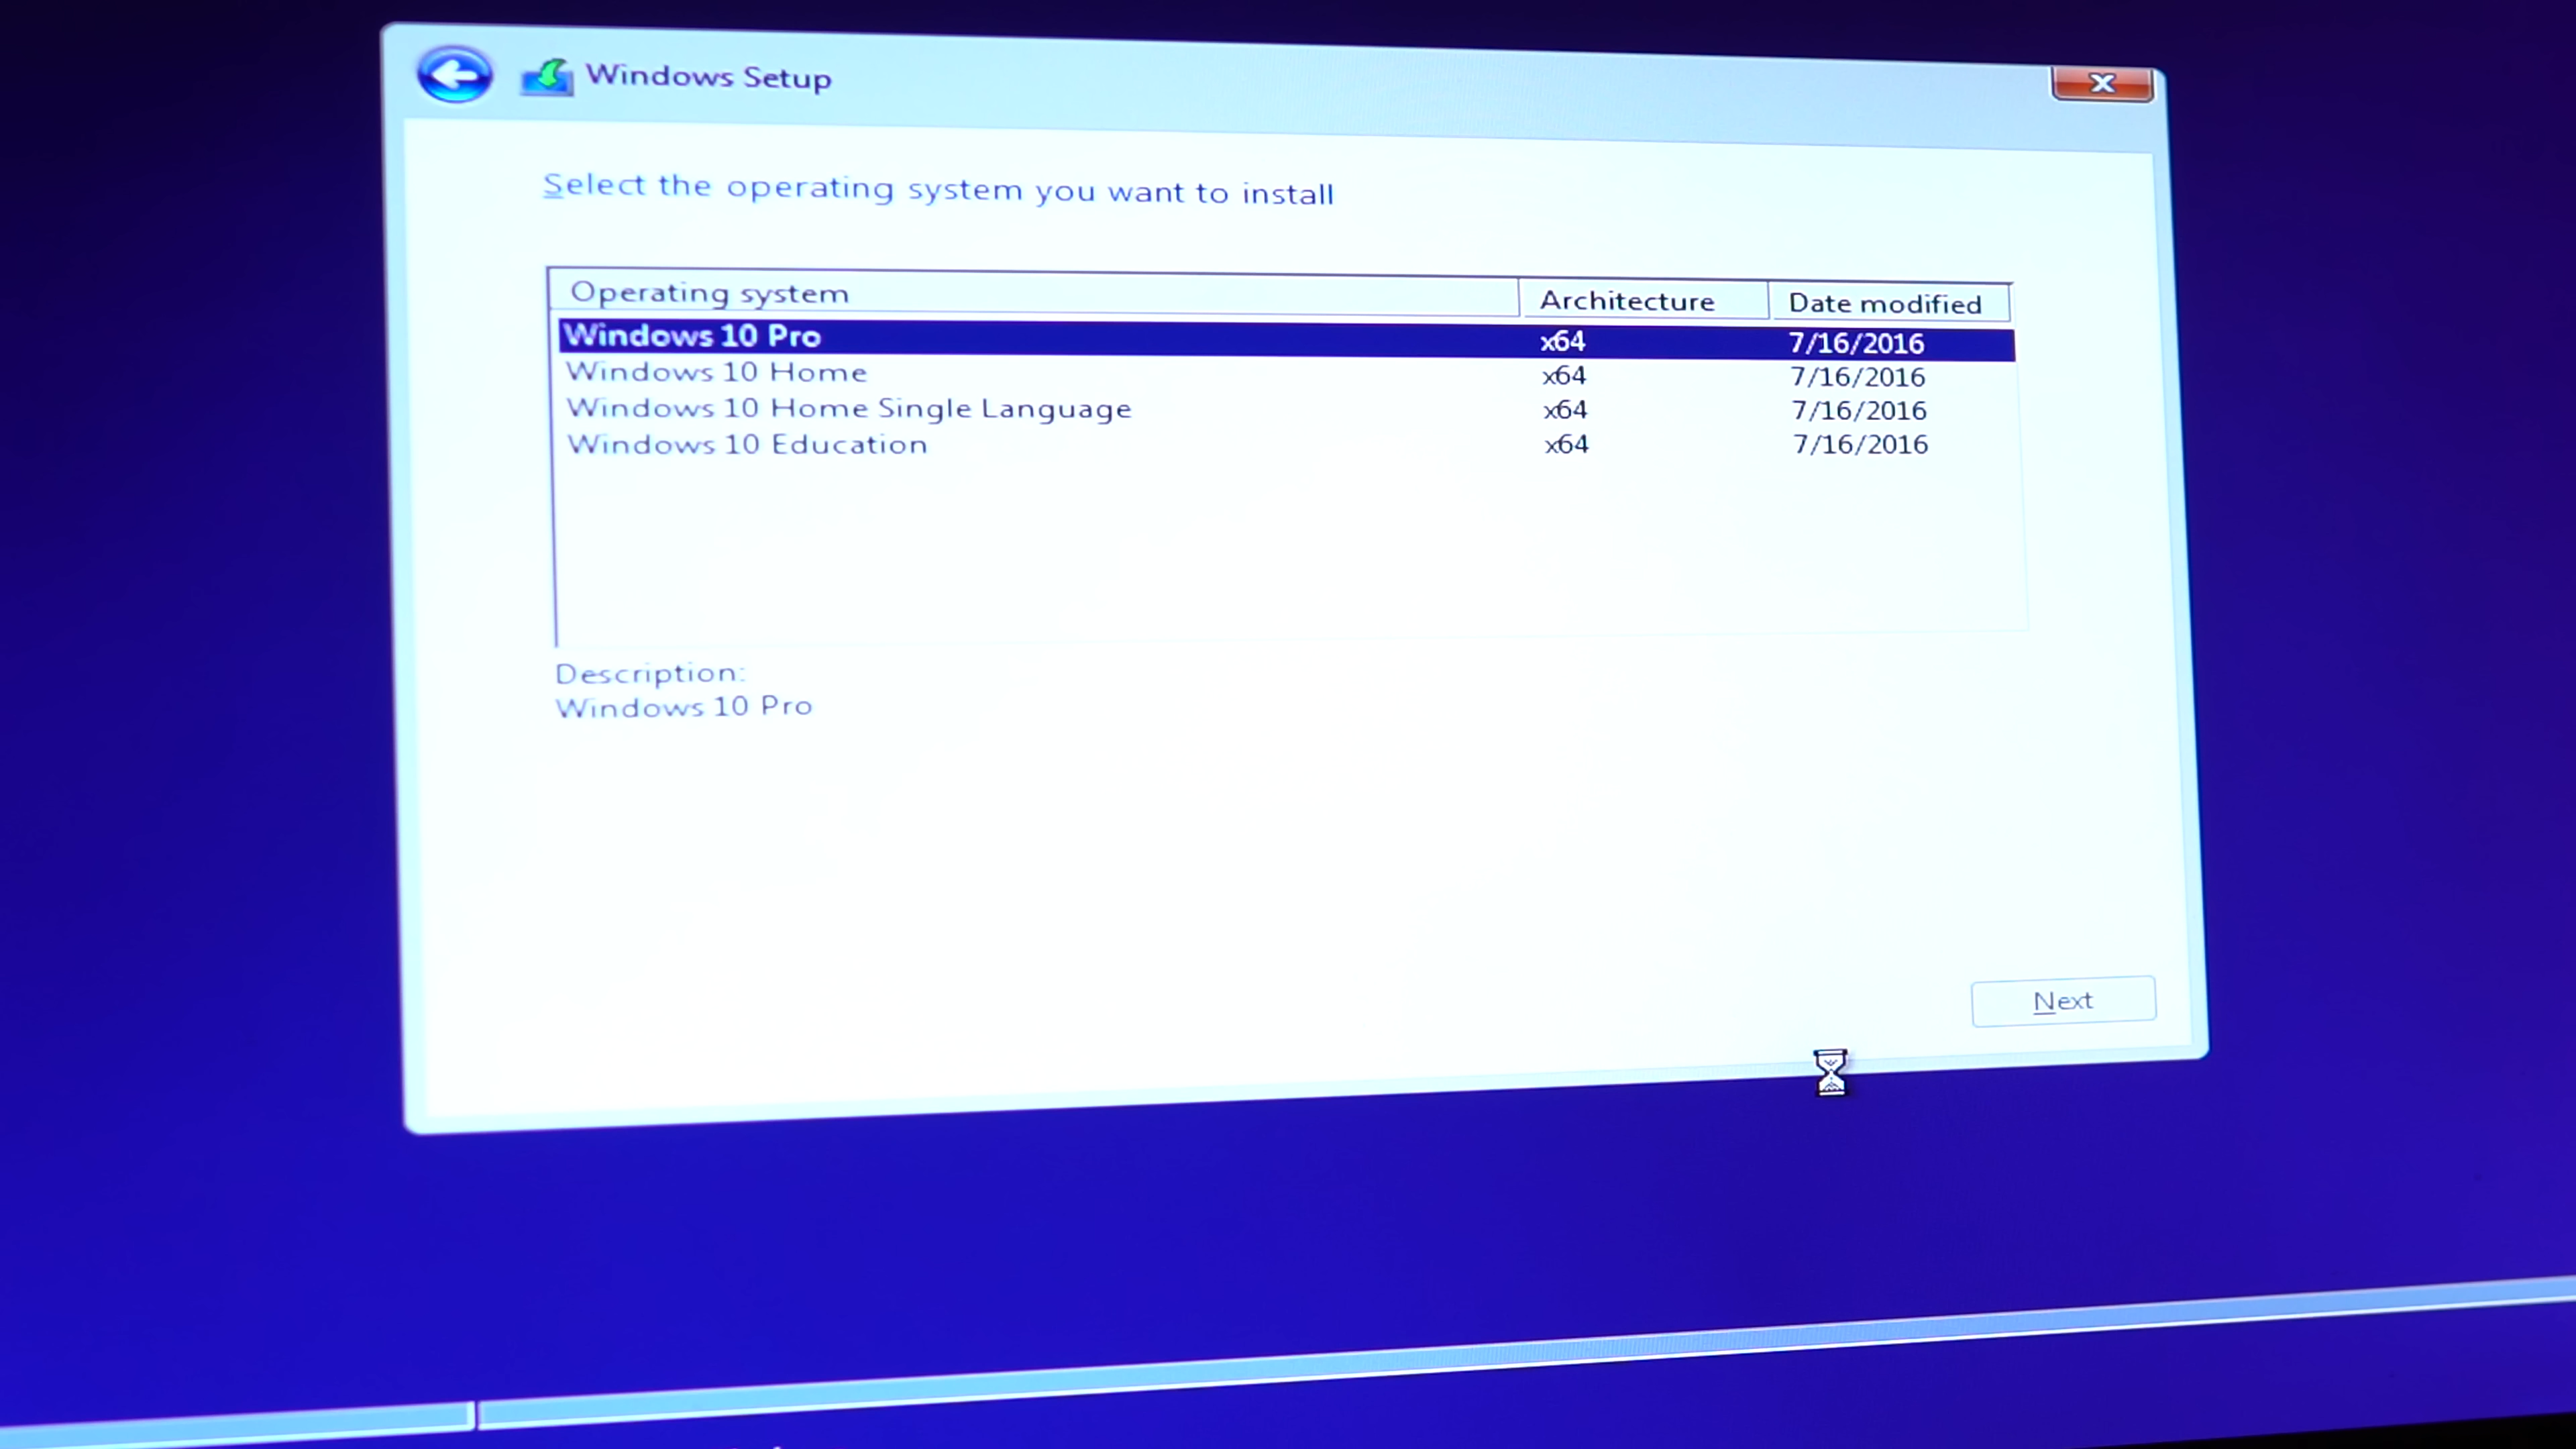 Windows Setup
Select the operating system you want to install
Operating system Architecture Date modified
Windows 10 Pro x64 7/16/2016
Windows 10 Home x64 7/16/2016
Windows 10 Home Single Language x64 7/16/2016
Windows 10 Education x64 7/16/2016
Description:
Windows 10 Pro
Next